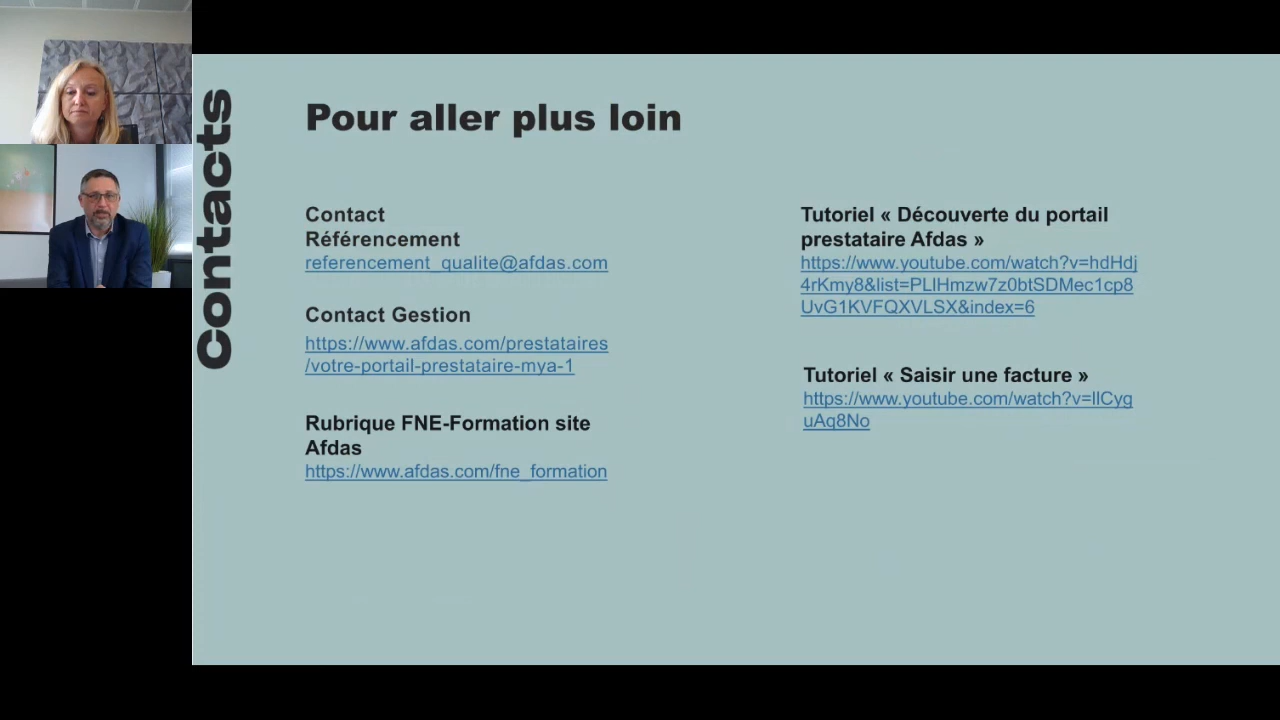 Contacts
Pour aller plus loin
Contact
Référencement
referencement_qualite@afdas.com
Contact Gestion
https://www.afdas.com/prestataires
/votre-portail-prestataire-mya-1
Rubrique FNE-Formation site
Afdas
https://www.afdas.com/fne_formation
Tutoriel « Découverte du portail
prestataire Afdas »
https://www.youtube.com/watch?v=hdHdj
4rKmy8&list=PLIHmzw7z0btSDMec1cp8
UvG1KVFQXVLSX&index=6
Tutoriel « Saisir une facture »
https://www.youtube.com/watch?v=IlCyg
uAq8No